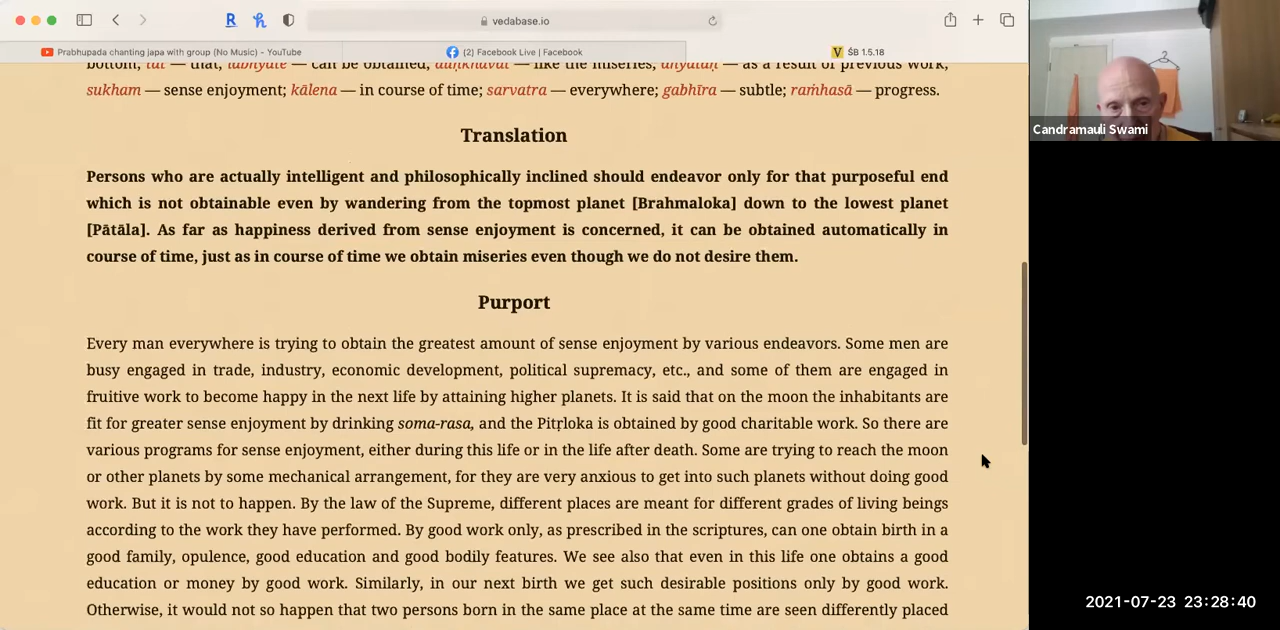 vedabase.io
Prabhupada chanting japa with group (No Music) - YouTube
(2) Facebook Live | Facebook
ŚB 1.5.18
bottom; tat — that; labhyate — can be obtained; duḥkhavat — like the miseries; anyataḥ — as a result of previous work;
sukham — sense enjoyment; kālena — in course of time; sarvatra — everywhere; gabhīra — subtle; raṁhasā — progress.
Translation
Persons who are actually intelligent and philosophically inclined should endeavor only for that purposeful end
which is not obtainable even by wandering from the topmost planet [Brahmaloka] down to the lowest planet
[Pātāla]. As far as happiness derived from sense enjoyment is concerned, it can be obtained automatically in
course of time, just as in course of time we obtain miseries even though we do not desire them.
Purport
Every man everywhere is trying to obtain the greatest amount of sense enjoyment by various endeavors. Some men are
busy engaged in trade, industry, economic development, political supremacy, etc., and some of them are engaged in
fruitive work to become happy in the next life by attaining higher planets. It is said that on the moon the inhabitants are
fit for greater sense enjoyment by drinking soma-rasa, and the Pitṛloka is obtained by good charitable work. So there are
various programs for sense enjoyment, either during this life or in the life after death. Some are trying to reach the moon
or other planets by some mechanical arrangement, for they are very anxious to get into such planets without doing good
work. But it is not to happen. By the law of the Supreme, different places are meant for different grades of living beings
according to the work they have performed. By good work only, as prescribed in the scriptures, can one obtain birth in a
good family, opulence, good education and good bodily features. We see also that even in this life one obtains a good
education or money by good work. Similarly, in our next birth we get such desirable positions only by good work.
Otherwise, it would not so happen that two persons born in the same place at the same time are seen differently placed
Candramauli Swami
2021-07-23 23:28:40